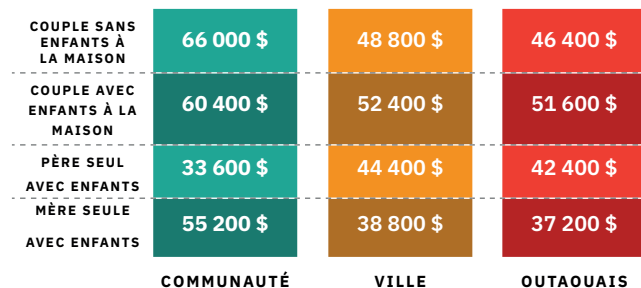 COUPLE SANS
ENFANTS À
LA MAISON
66 000 $ 48 800 $ 46 400 $
COUPLE AVEC
ENFANTS À LA
MAISON
60 400 $ 52 400 $ 51 600 $
PÈRE SEUL
AVEC ENFANTS
33 600 $ 44 400 $ 42 400 $
MÈRE SEULE
AVEC ENFANTS
55 200 $ 38 800 $ 37 200 $
COMMUNAUTÉ VILLE OUTAOUAIS